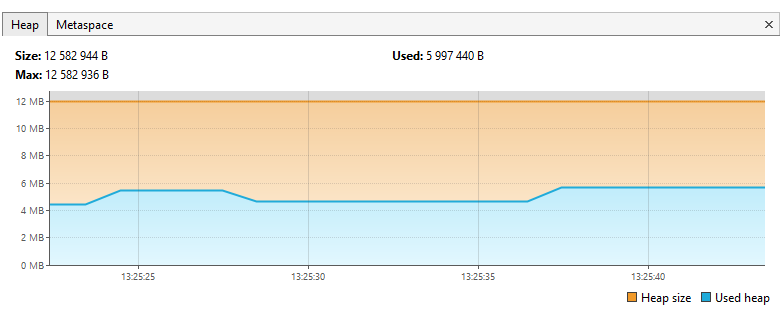 Heap Metaspace ×
Size: 12 582 944 B Used: 5 997 440 B
Max: 12 582 936 B
12 MB
10 MB
8 MB
6 MB
4 MB
2 MB
0 MB
13:25:25 13:25:30 13:25:35 13:25:40
Heap size Used heap